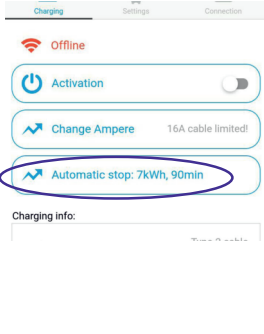 Charging Settings Connection
Offline
Activation
Change Ampere 16A cable limited!
Automatic stop: 7kWh, 90min
Charging info:
Type 2 cable